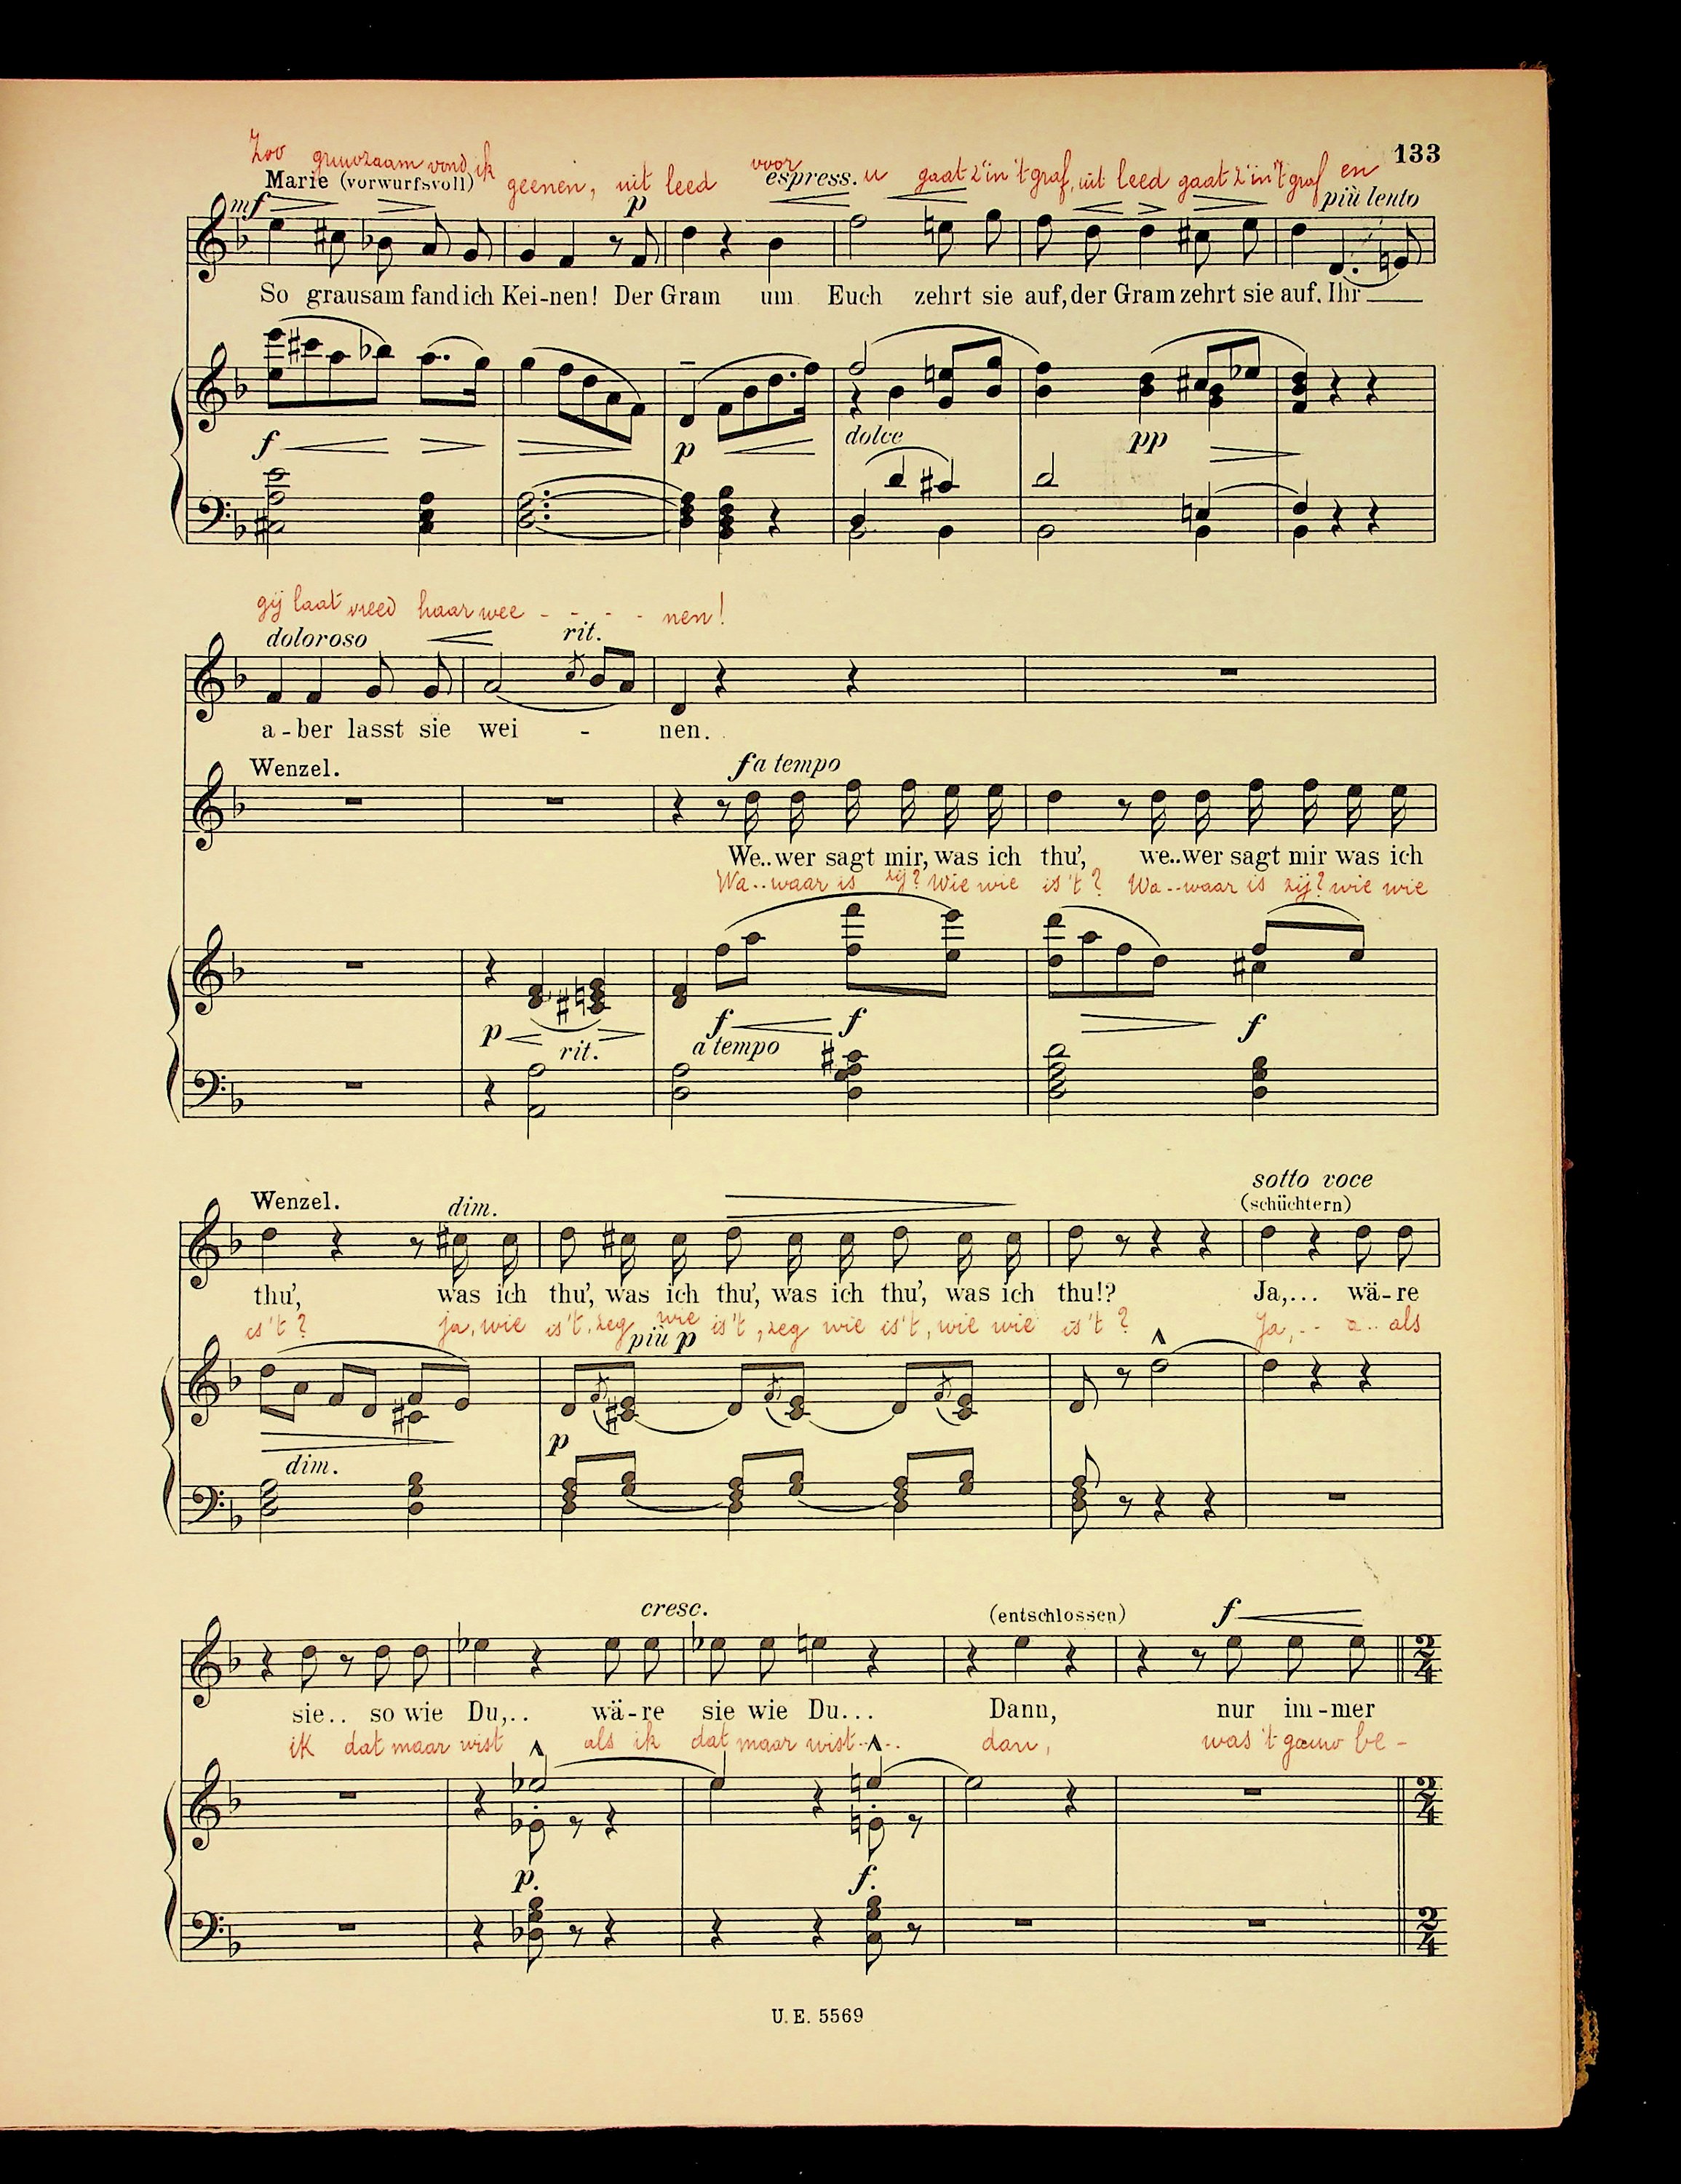 133
Zoo gruwzaam vond ik geenen, uit leed voor u gaat z'in 't graf, uit leed gaat z'in 't graf en
Marie (vorwurfsvoll) espress. più lento
mf p
So grausam fand ich Kei-nen! Der Gram um Euch zehrt sie auf, der Gram zehrt sie auf. Ihr
f p dolce pp
gij laat wreed haar wee - - - - nen!
doloroso rit.
a-ber lasst sie wei - nen.
Wenzel. f a tempo
We..wer sagt mir, was ich thu', we..wer sagt mir was ich
Wa..waar is zij? Wie wie is 't? Wa..waar is zij? wie wie
p rit. f f f
a tempo
sotto voce
Wenzel. dim. (schüchtern)
thu', was ich thu', was ich thu', was ich thu', was ich thu!? Ja,... wä-re
is 't? ja, wie is 't, zeg wie is 't, zeg wie is 't, wie wie is 't? Ja,.. a.. als
più p
p
dim.
cresc. (entschlossen) f
sie.. so wie Du,.. wä-re sie wie Du... Dann, nur im-mer
2/4
ik dat maar wist als ik dat maar wist.... dan, was 't gauw be-
2/4
p. f.
2/4
U. E. 5569